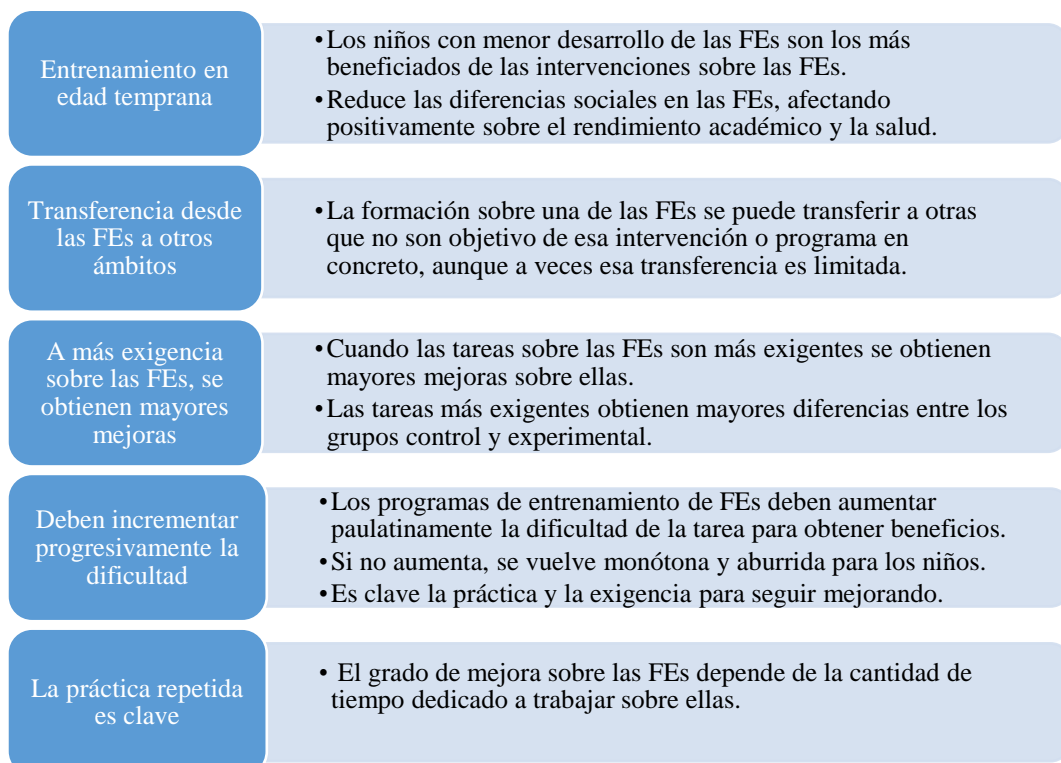 Entrenamiento en
edad temprana
•Los niños con menor desarrollo de las FEs son los más
beneficiados de las intervenciones sobre las FEs.
•Reduce las diferencias sociales en las FEs, afectando
positivamente sobre el rendimiento académico y la salud.
Transferencia desde
las FEs a otros
ámbitos
•La formación sobre una de las FEs se puede transferir a otras
que no son objetivo de esa intervención o programa en
concreto, aunque a veces esa transferencia es limitada.
A más exigencia
sobre las FEs, se
obtienen mayores
mejoras
•Cuando las tareas sobre las FEs son más exigentes se obtienen
mayores mejoras sobre ellas.
•Las tareas más exigentes obtienen mayores diferencias entre los
grupos control y experimental.
Deben incrementar
progresivamente la
dificultad
•Los programas de entrenamiento de FEs deben aumentar
paulatinamente la dificultad de la tarea para obtener beneficios.
•Si no aumenta, se vuelve monótona y aburrida para los niños.
•Es clave la práctica y la exigencia para seguir mejorando.
La práctica repetida
es clave
• El grado de mejora sobre las FEs depende de la cantidad de
tiempo dedicado a trabajar sobre ellas.